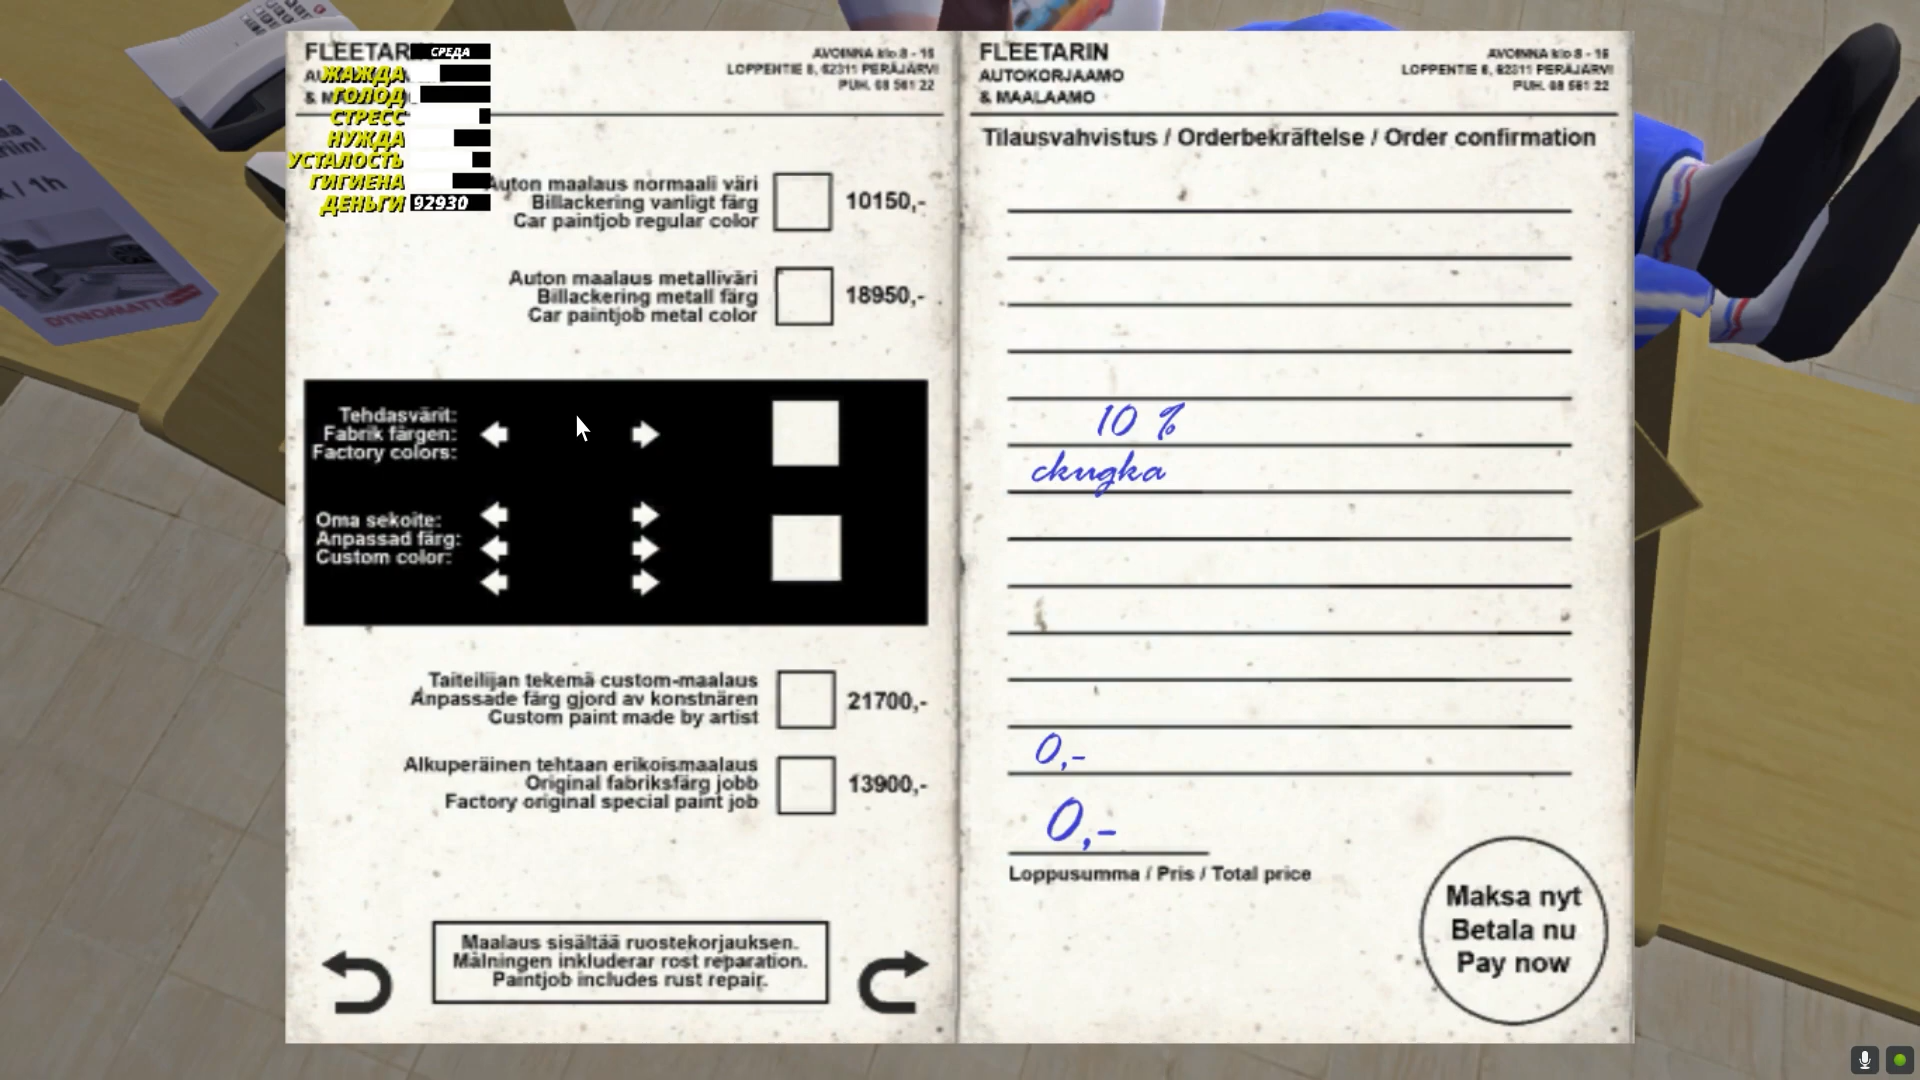 FLEETARIN
AVOINNA klo 8 - 16
LOPPENTIE 8, 62311 PERÄJÄRVI
PUH. 08 561 22
СРЕДА
ЖАЖДА
ГОЛОД
СТРЕСС
НУЖДА
УСТАЛОСТЬ
ГИГИЕНА
ДЕНЬГИ 92930
Auton maalaus normaali väri
Billackering vanligt färg
Car paintjob regular color
10150,-
Auton maalaus metalliväri
Billackering metall färg
Car paintjob metal color
18950,-
Tehdasvärit:
Fabrik färgen:
Factory colors:
Oma sekoite:
Anpassad färg:
Custom color:
Taiteilijan tekemä custom-maalaus
Anpassade färg gjord av konstnären
Custom paint made by artist
21700,-
Alkuperäinen tehtaan erikoismaalaus
Original fabriksfärg jobb
Factory original special paint job
13900,-
Maalaus sisältää ruostekorjauksen.
Målningen inkluderar rost reparation.
Paintjob includes rust repair.
FLEETARIN
AUTOKORJAAMO
& MAALAAMO
AVOINNA klo 8 - 16
LOPPENTIE 8, 62311 PERÄJÄRVI
PUH. 08 561 22
Tilausvahvistus / Orderbekräftelse / Order confirmation
10 %
ckugka
0,-
0,-
Loppusumma / Pris / Total price
Maksa nyt
Betala nu
Pay now
DYNOMATTI
/ 1h